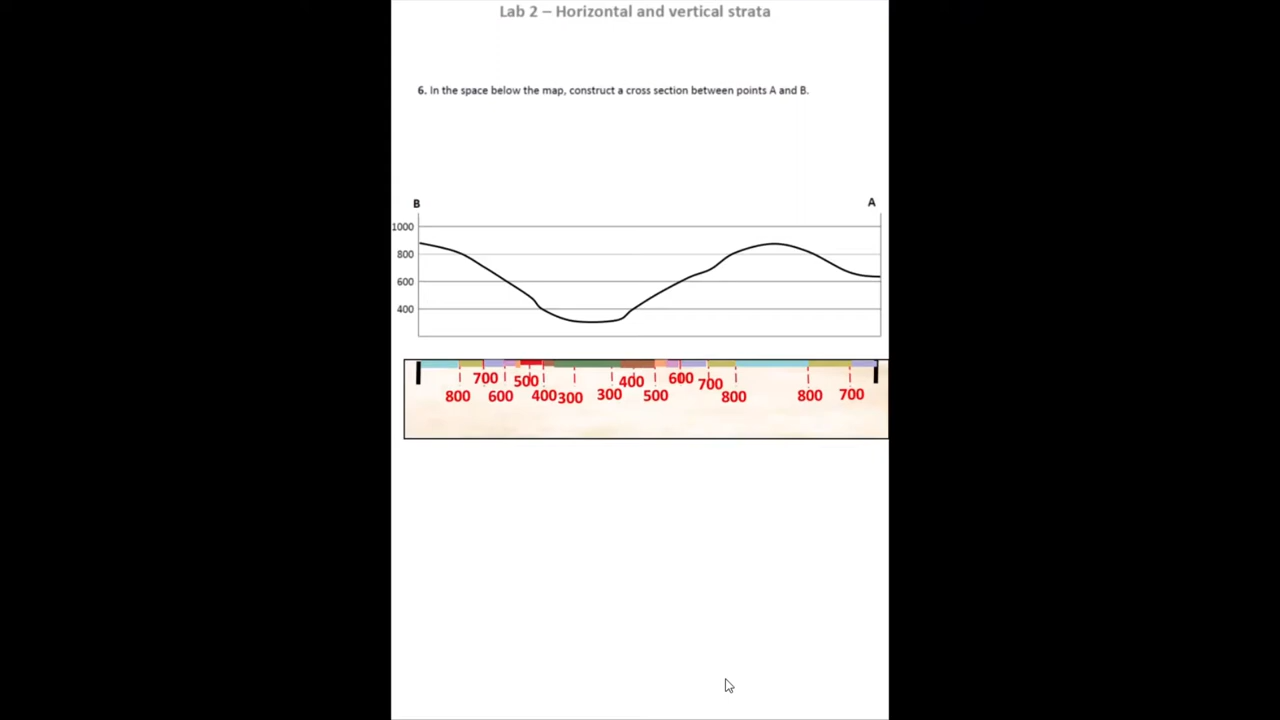 Lab 2 – Horizontal and vertical strata
6. In the space below the map, construct a cross section between points A and B.
B A
1000
800
600
400
700 500 400 600 700
800 600 400 300 300 500 800 800 700